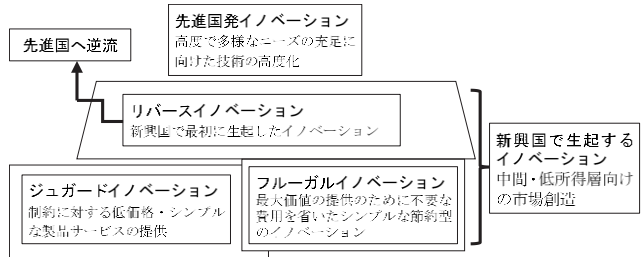 先進国発イノベーション
高度で多様なニーズの充足に
向けた技術の高度化
先進国へ逆流
リバースイノベーション
新興国で最初に生起したイノベーション
新興国で生起する
イノベーション
中間・低所得層向け
の市場創造
ジュガードイノベーション
制約に対する低価格・シンプル
な製品サービスの提供
フルーガルイノベーション
最大価値の提供のために不要な
費用を省いたシンプルな節約型
のイノベーション